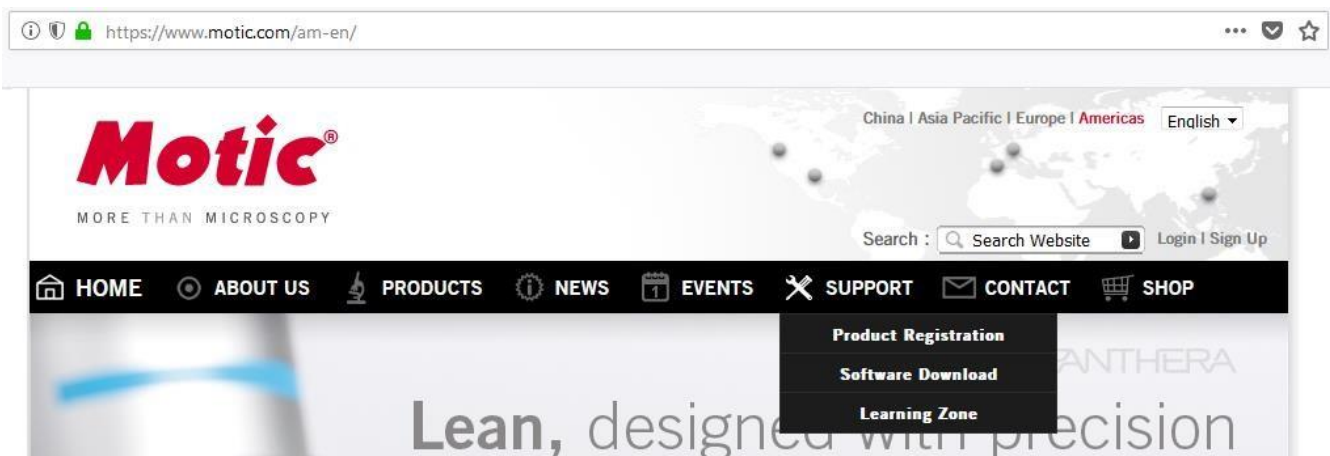 https://www.motic.com/am-en/
China I Asia Pacific I Europe I Americas English
Motic®
MORE THAN MICROSCOPY
Search : Search Website Login I Sign Up
HOME ABOUT US PRODUCTS NEWS 1 EVENTS SUPPORT CONTACT SHOP
Product Registration
Software Download
Learning Zone
ANTHERA
Lean, designed with precision